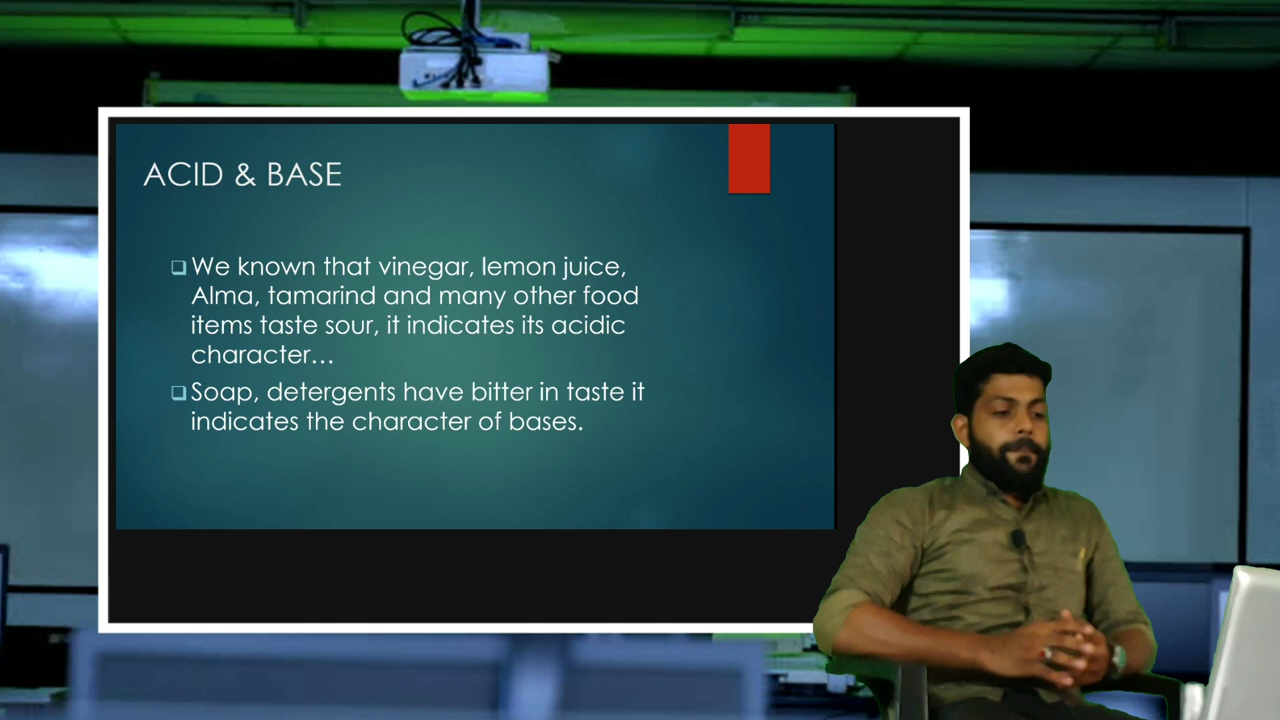 ACID & BASE
We known that vinegar, lemon juice,
Alma, tamarind and many other food
items taste sour, it indicates its acidic
character…
Soap, detergents have bitter in taste it
indicates the character of bases.